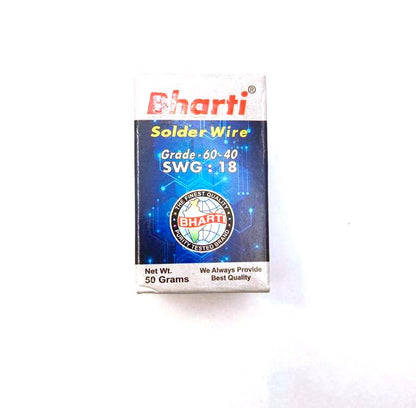 Bharti®
Solder Wire
Grade-60-40
SWG : 18
THE FINEST QUALITY
BHARTI
PURITY TESTED BRAND
Net Wt.
50 Grams
We Always Provide
Best Quality